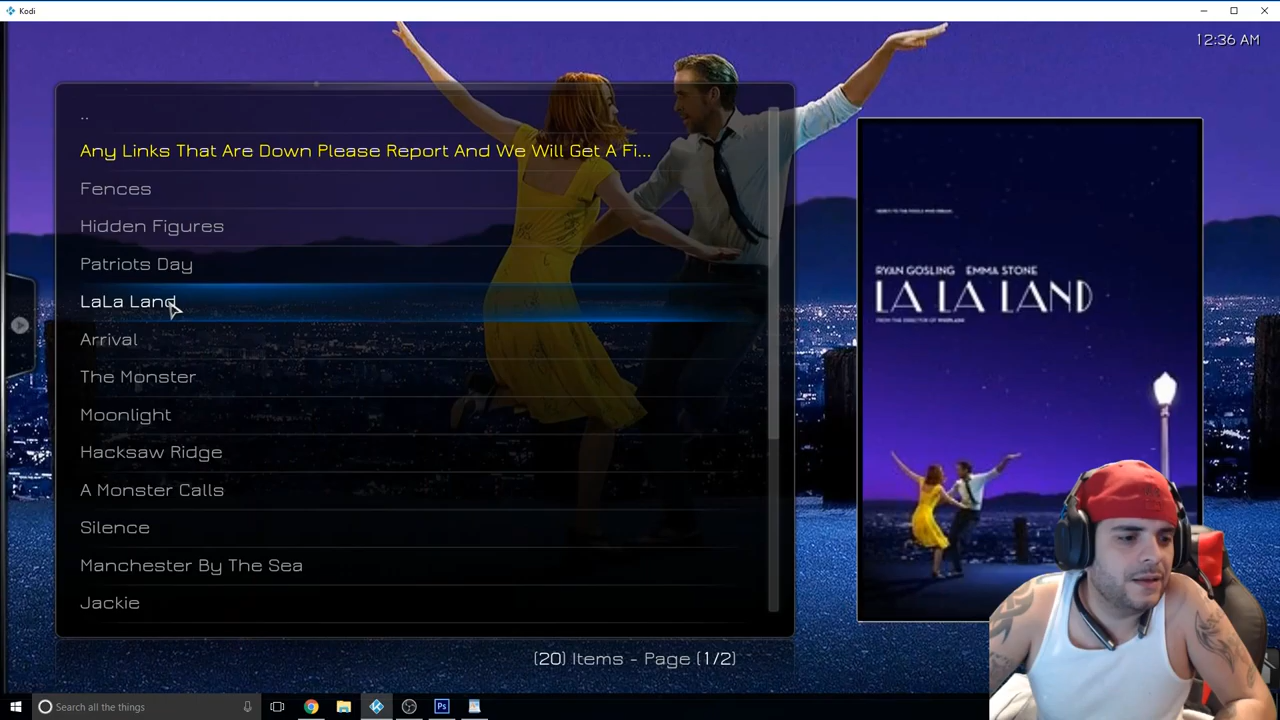 Kodi
12:36 AM
..
Any Links That Are Down Please Report And We Will Get A Fi...
Fences
Hidden Figures
Patriots Day
LaLa Land
Arrival
The Monster
Moonlight
Hacksaw Ridge
A Monster Calls
Silence
Manchester By The Sea
Jackie
(20) Items - Page (1/2)
RYAN GOSLING EMMA STONE
LA LA LAND
Search all the things
Ps